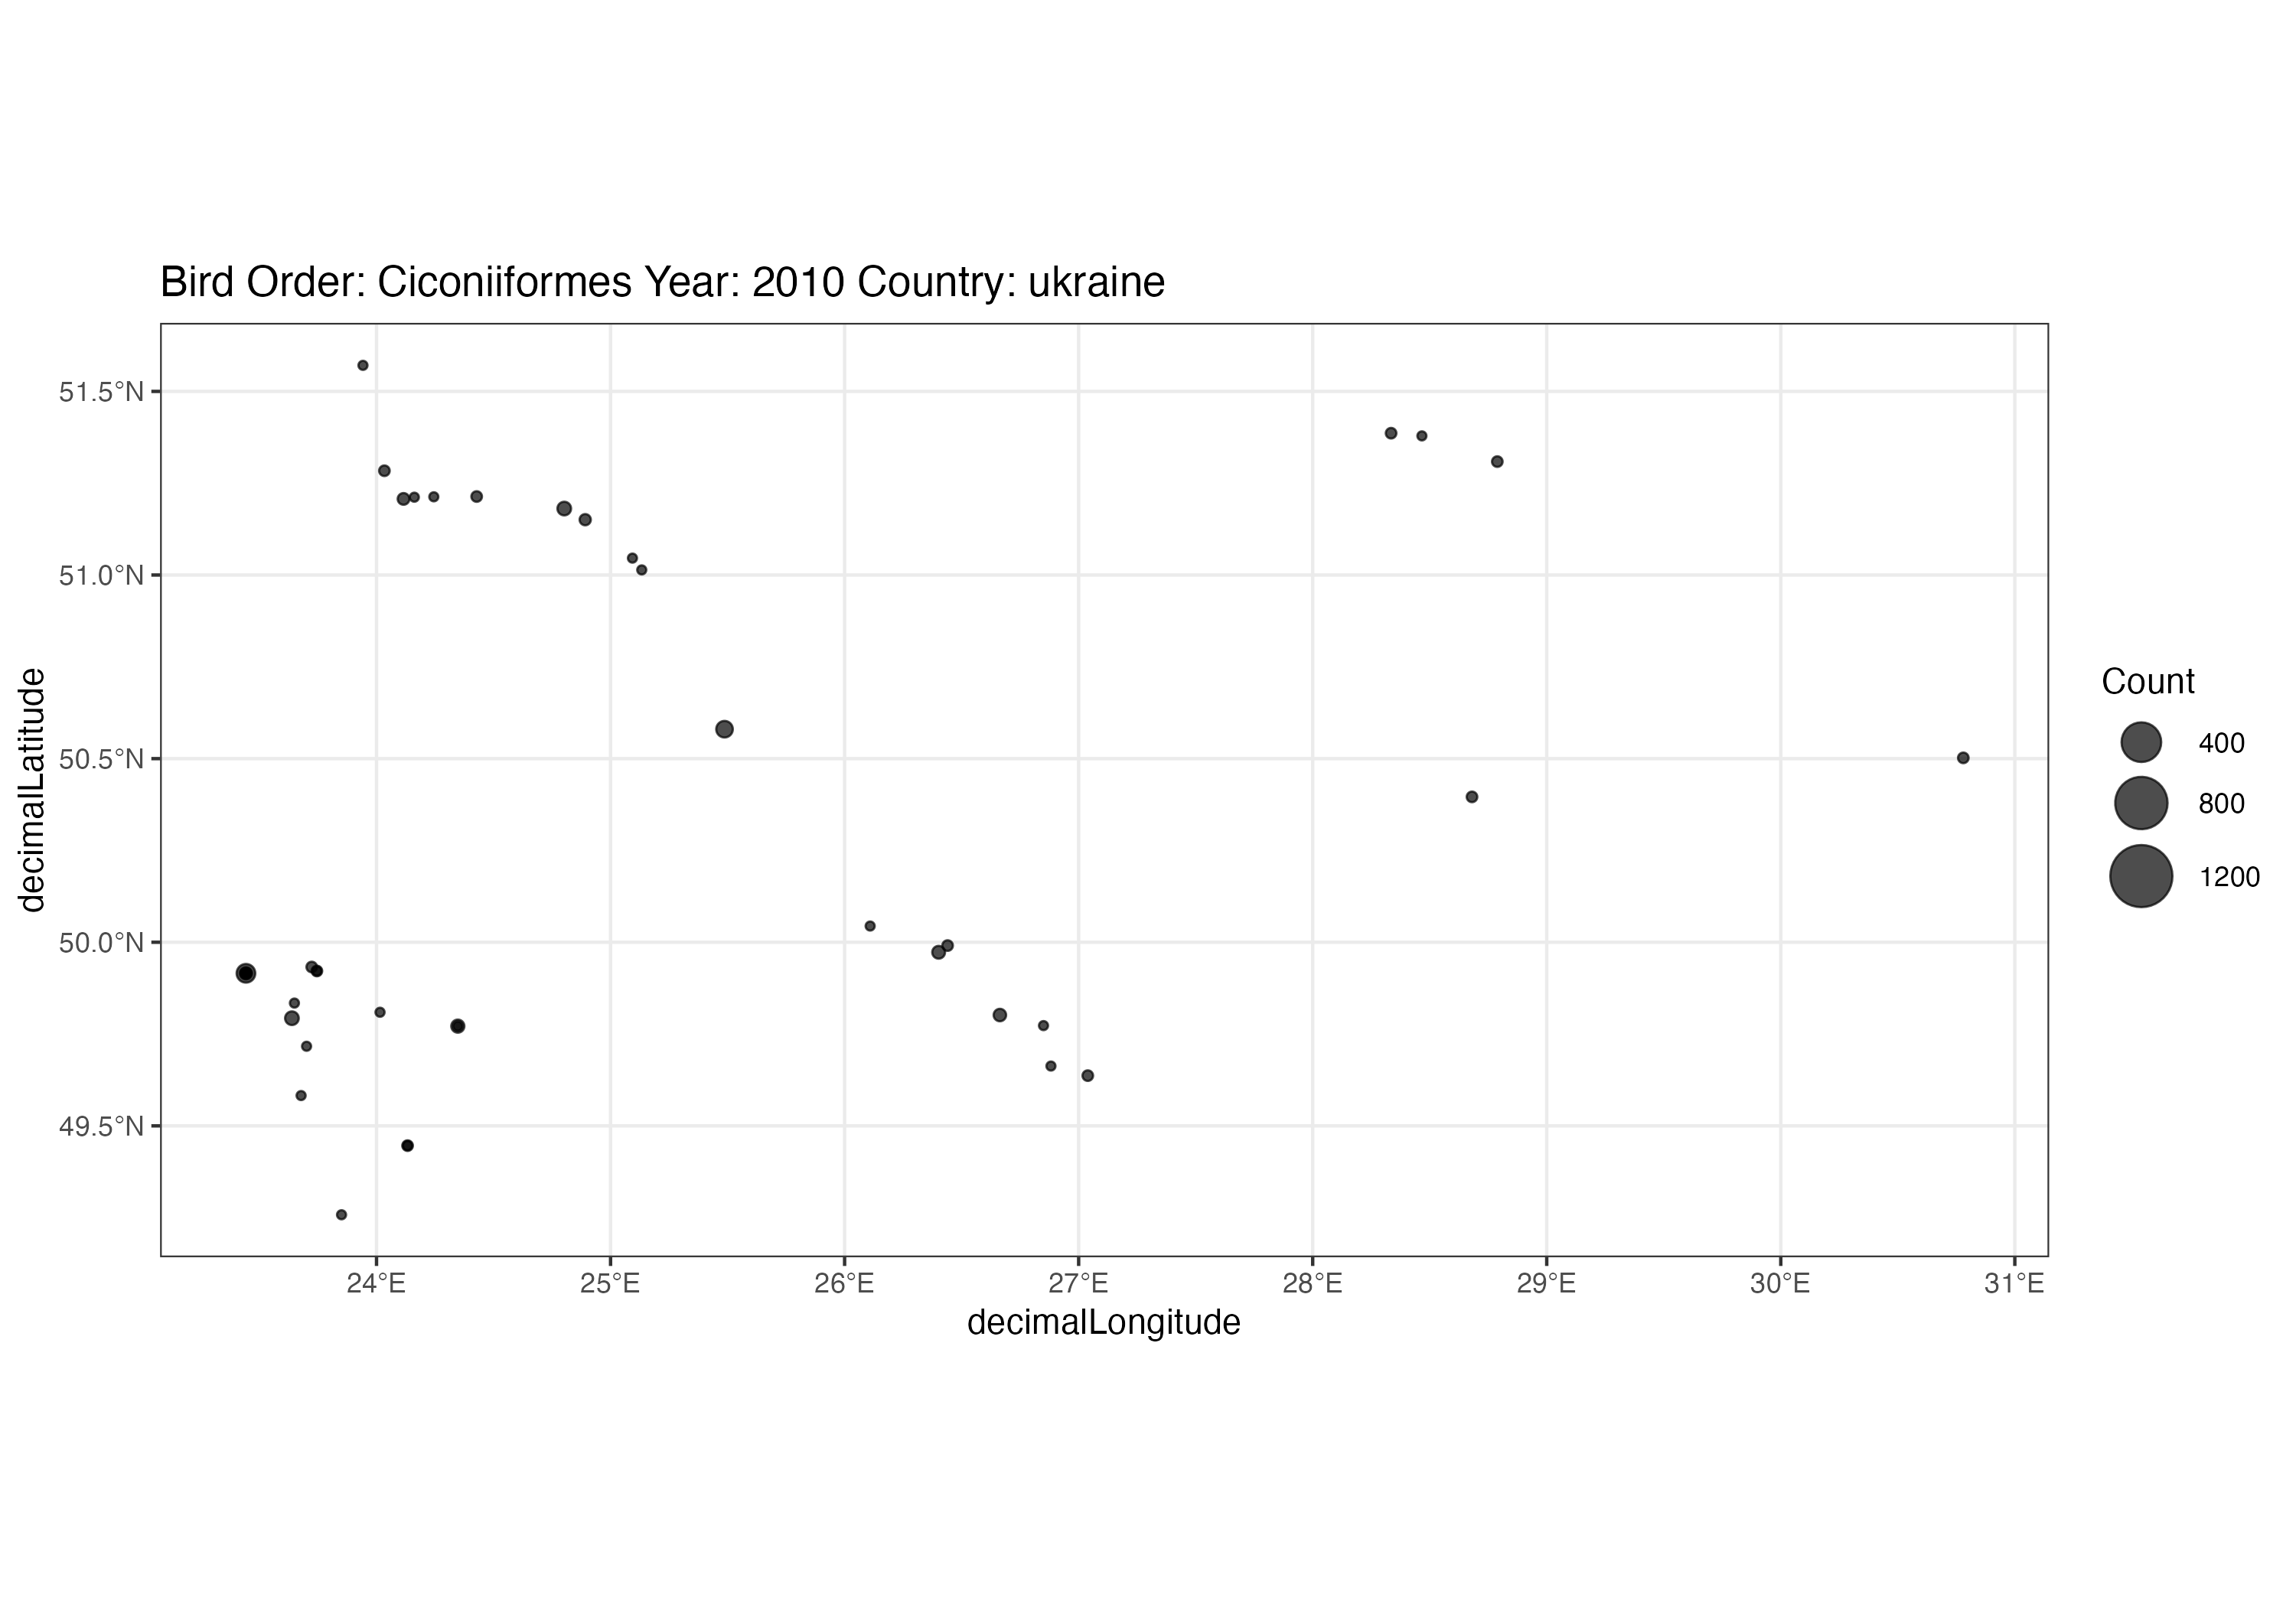 Bird Order: Ciconiiformes Year: 2010 Country: ukraine
51.5°N
51.0°N
50.5°N
50.0°N
49.5°N
decimalLatitude
24°E 25°E 26°E 27°E 28°E 29°E 30°E 31°E
decimalLongitude
Count
400
800
1200